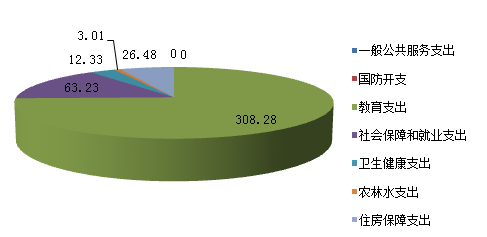 3.01
12.33
26.48
0
0
63.23
308.28
一般公共服务支出
国防开支
教育支出
社会保障和就业支出
卫生健康支出
农林水支出
住房保障支出